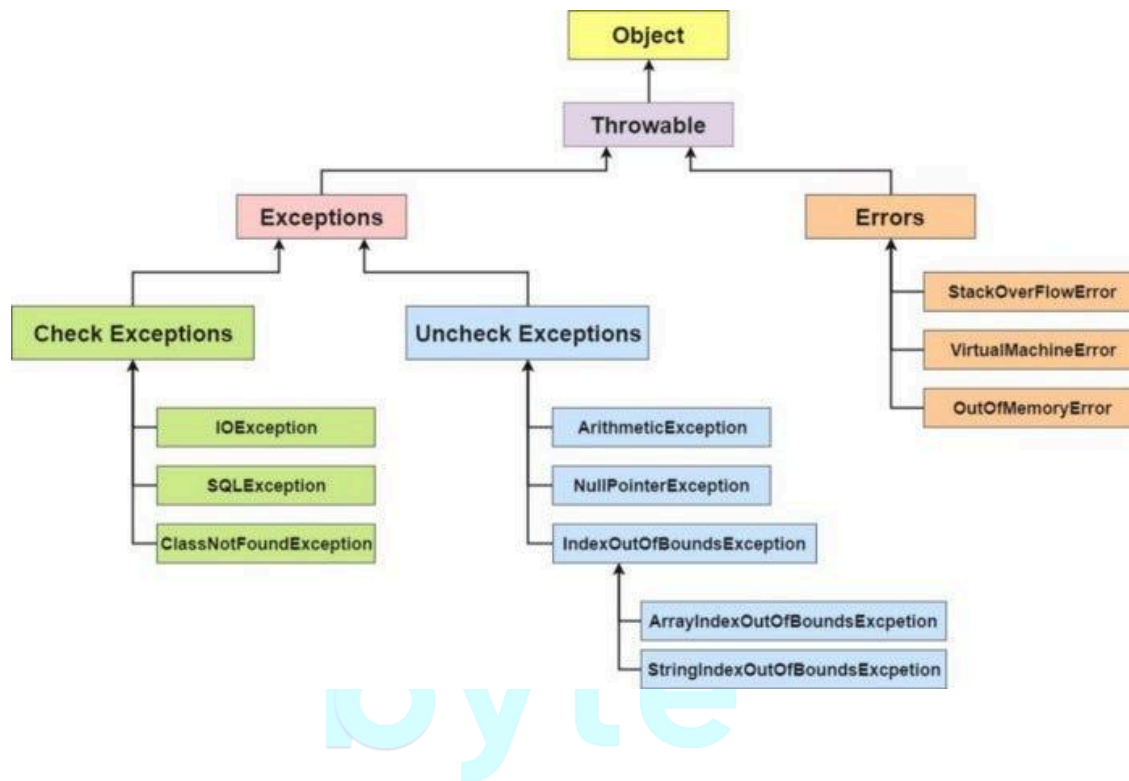 Object
Throwable
Exceptions
Errors
StackOverFlowError
Check Exceptions
Uncheck Exceptions
VirtualMachineError
OutOfMemoryError
IOException
ArithmeticException
SQLException
NullPointerException
ClassNotFoundException
IndexOutOfBoundsException
ArrayIndexOutOfBoundsExcpetion
StringIndexOutOfBoundsExcpetion
byte